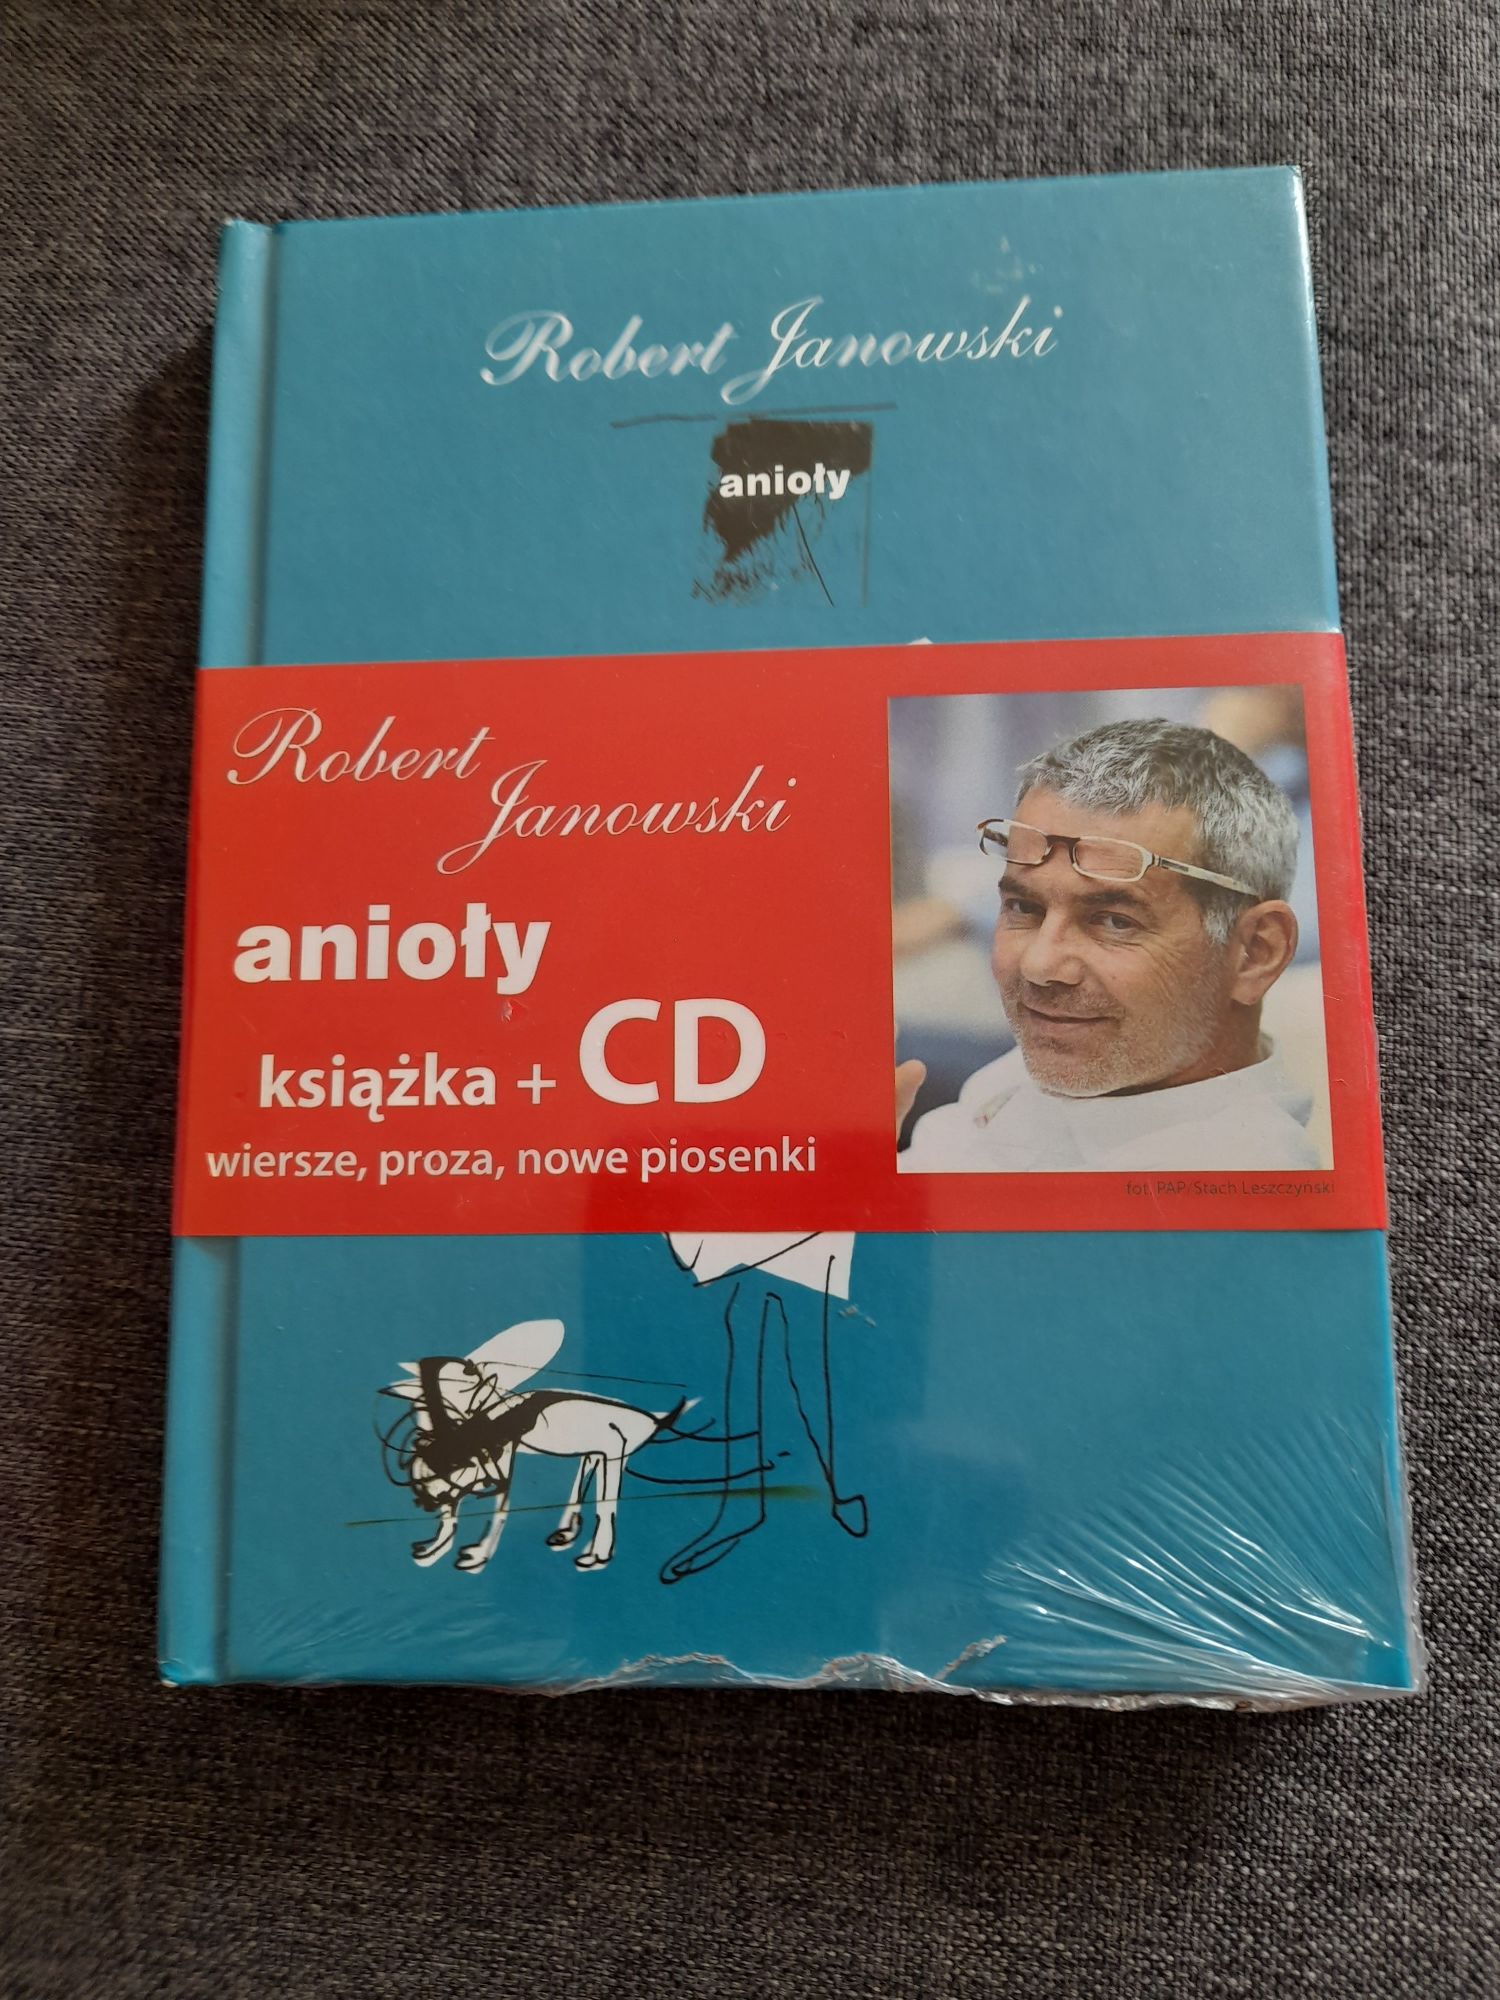 Robert Janowski
anioły
Robert
Janowski
anioły
książka + CD
wiersze, proza, nowe piosenki
fot. PAP/Stach Leszczyński